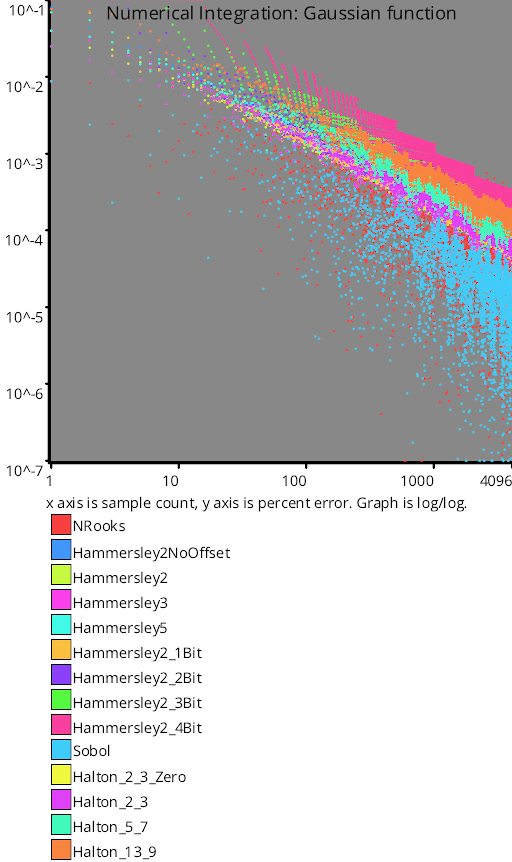 Numerical Integration: Gaussian function
10^-1
10^-2
10^-3
10^-4
10^-5
10^-6
10^-7
1 10 100 1000 4096
x axis is sample count, y axis is percent error. Graph is log/log.
NRooks
Hammersley2NoOffset
Hammersley2
Hammersley3
Hammersley5
Hammersley2_1Bit
Hammersley2_2Bit
Hammersley2_3Bit
Hammersley2_4Bit
Sobol
Halton_2_3_Zero
Halton_2_3
Halton_5_7
Halton_13_9